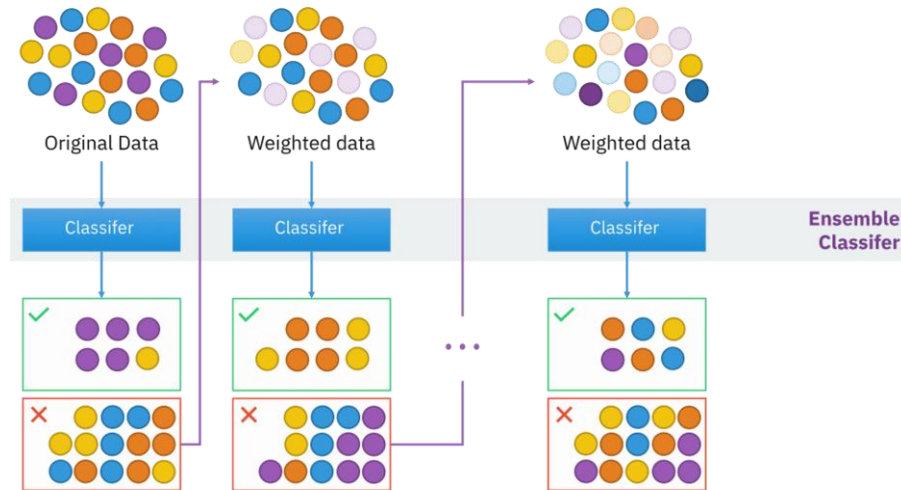 Original Data
Weighted data
Weighted data
Classifer
Classifer
Classifer
Ensemble
Classifer
...